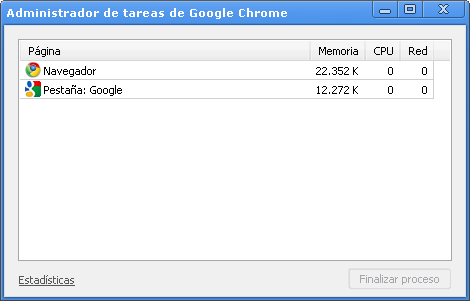 Administrador de tareas de Google Chrome
Página Memoria CPU Red
Navegador 22.352 K 0 0
Pestaña: Google 12.272 K 0 0
Estadísticas Finalizar proceso